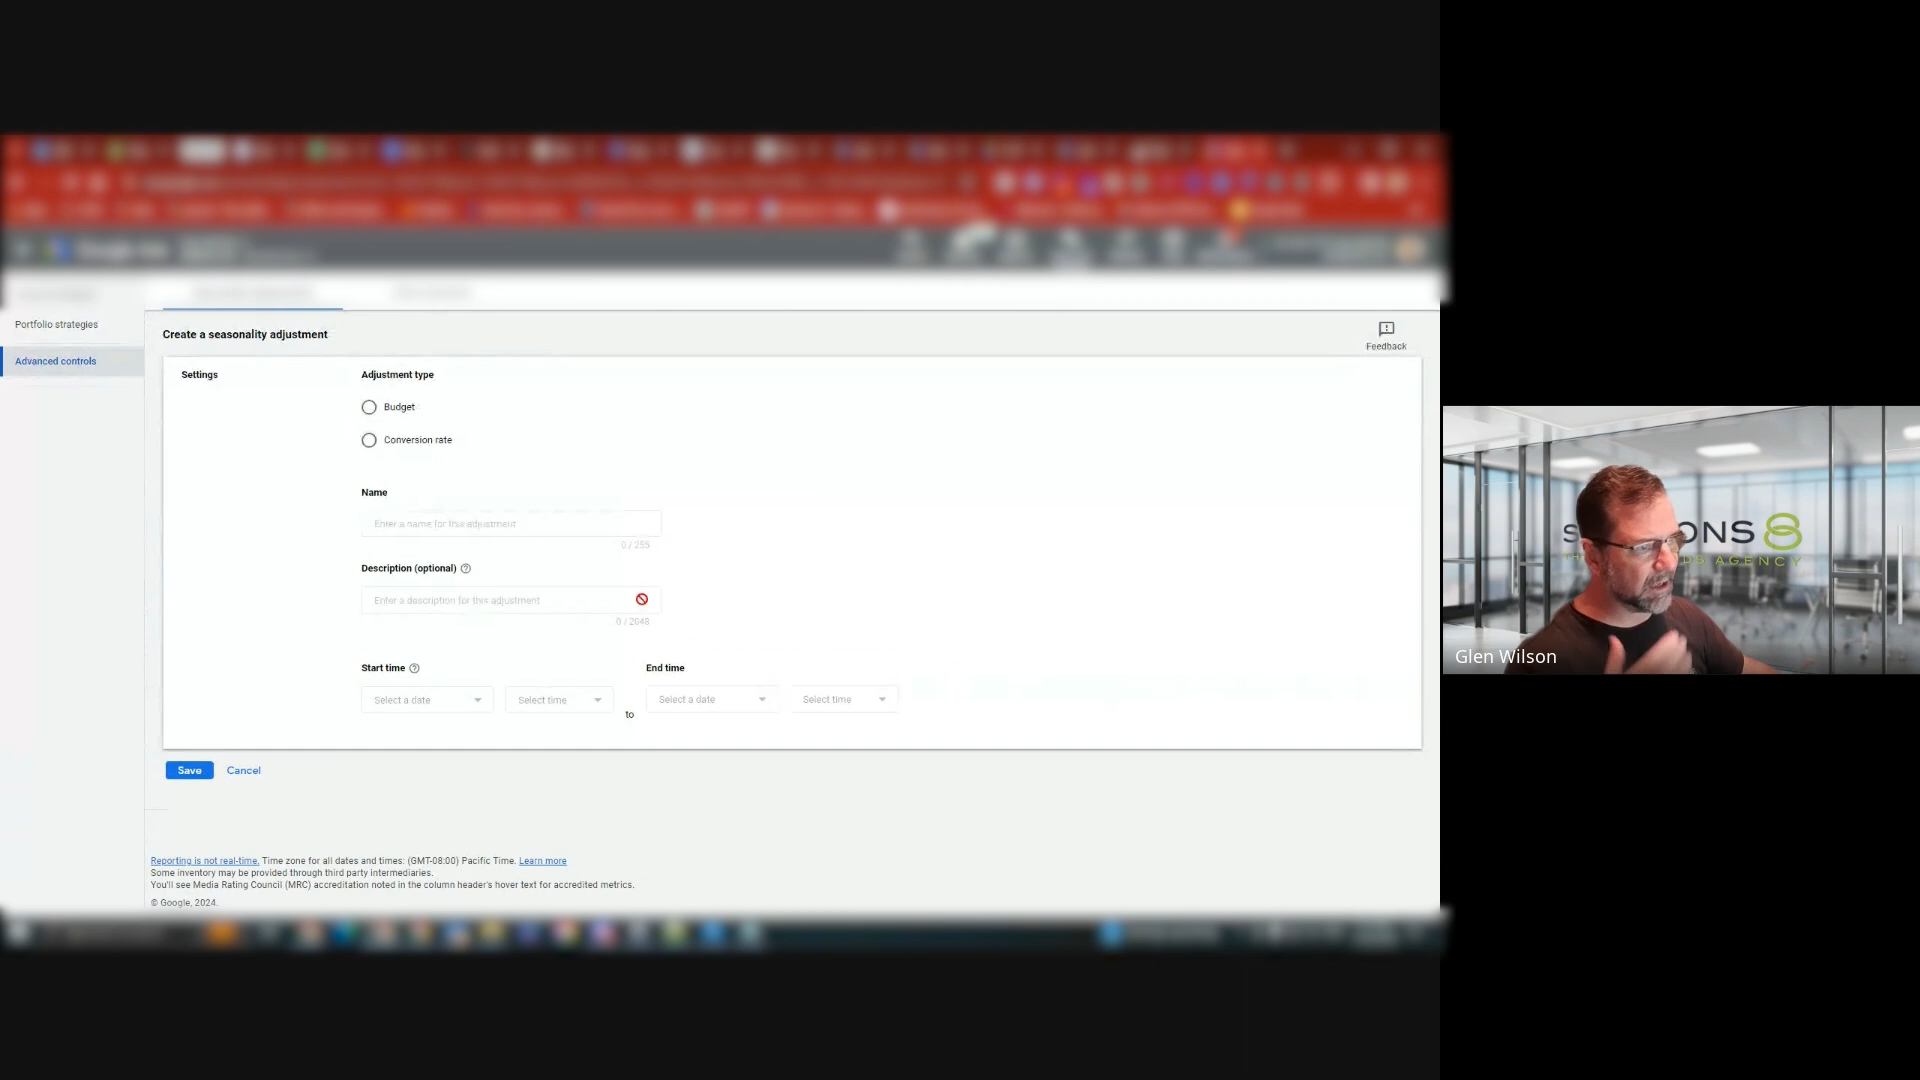 Portfolio strategies
Advanced controls
Create a seasonality adjustment
Feedback
Settings
Adjustment type
Budget
Conversion rate
Name
Enter a name for this adjustment
0 / 255
Description (optional)
Enter a description for this adjustment
0 / 2048
Start time
End time
Select a date
Select time
to
Select a date
Select time
Save
Cancel
Reporting is not real-time. Time zone for all dates and times: (GMT-08:00) Pacific Time. Learn more
Some inventory may be provided through third party intermediaries.
You'll see Media Rating Council (MRC) accreditation noted in the column header's hover text for accredited metrics.
© Google, 2024.
ONS 8
DS AGENCY
Glen Wilson